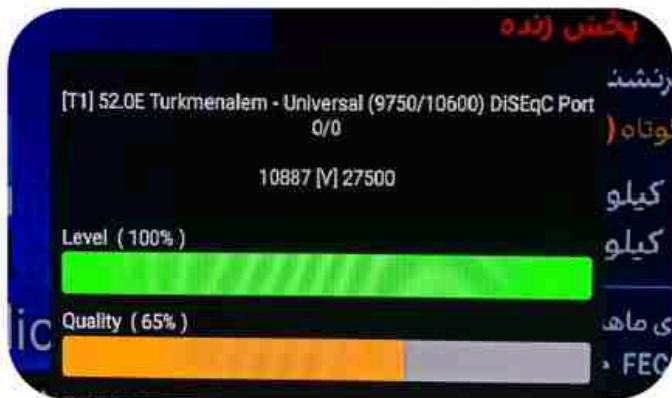 پخش زنده
[T1] 52.0E Turkmenalem - Universal (9750/10600) DiSEqC Port
0/0
10887 [V] 27500
کیلو
Level ( 100% )
کیلو
Quality ( 65% )
ی ماه
FEC